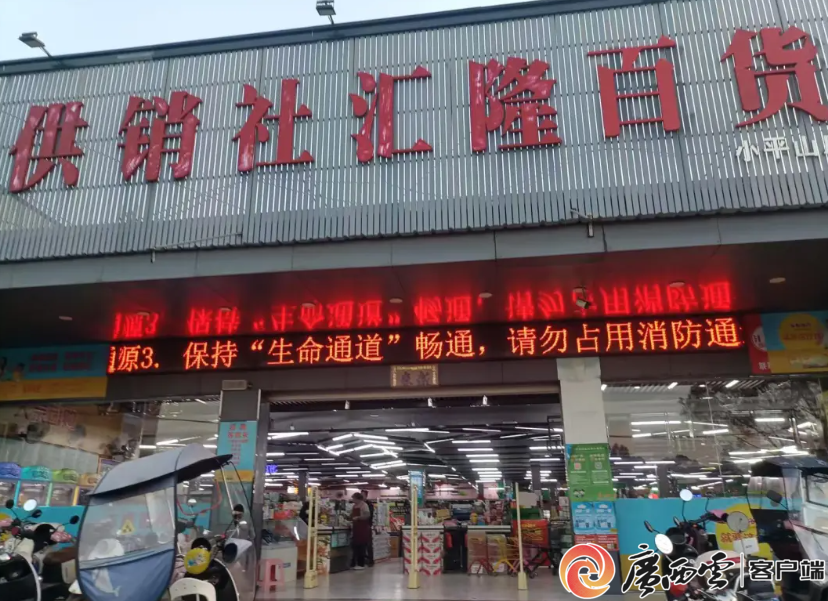 供销社汇隆百货
小平山
源3. 保持“生命通道”畅通，请勿占用消防通
广西云 客户端